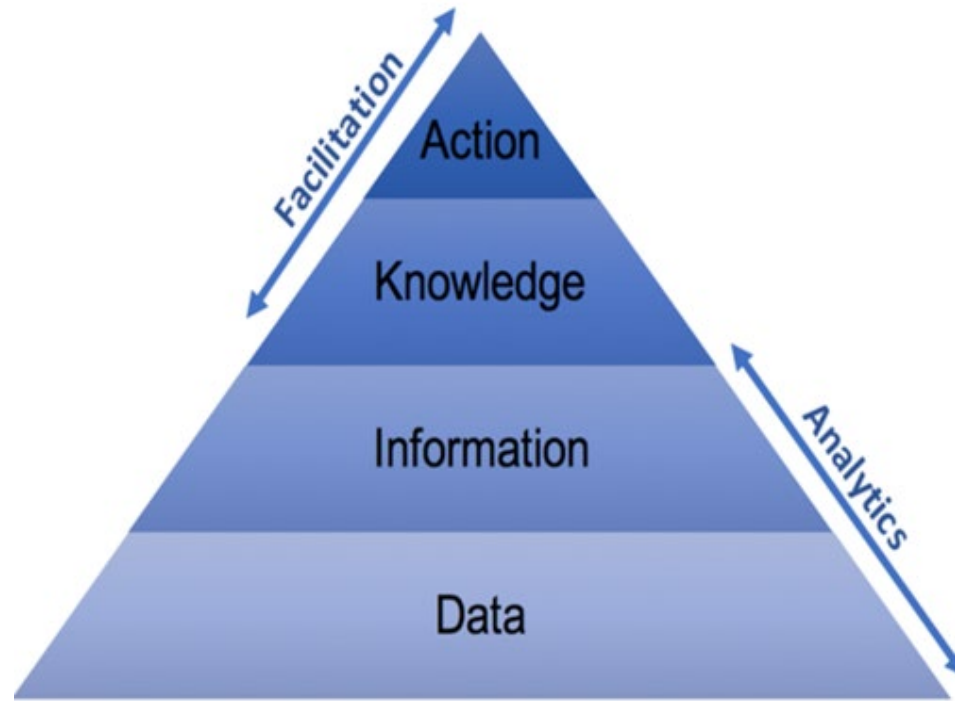 Facilitation
Action
Knowledge
Information
Analytics
Data